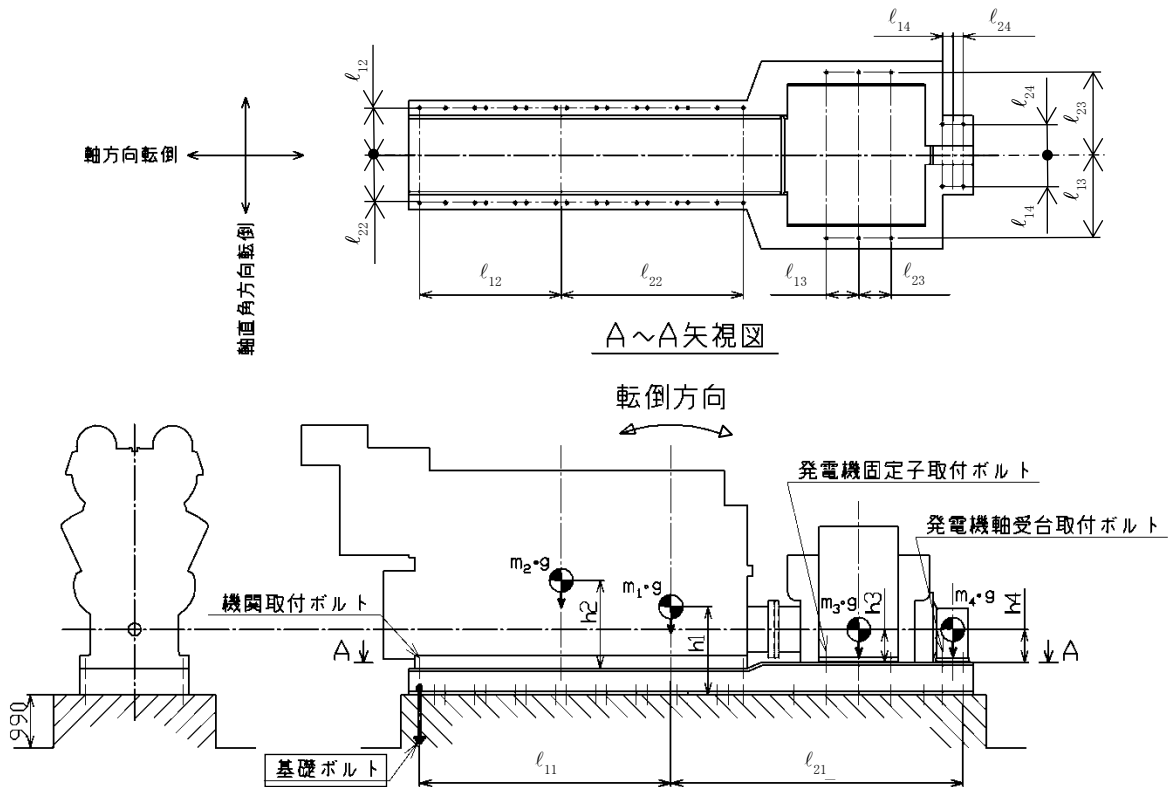 ℓ14
ℓ24
ℓ12
ℓ22
ℓ24
ℓ14
ℓ23
ℓ13
軸方向転倒
軸直角方向転倒
ℓ12
ℓ22
ℓ13
ℓ23
A～A矢視図
転倒方向
発電機固定子取付ボルト
発電機軸受台取付ボルト
機関取付ボルト
m2・g
h2
m1・g
h1
m3・g
h3
m4・g
h4
A
A
990
基礎ボルト
ℓ11
ℓ21